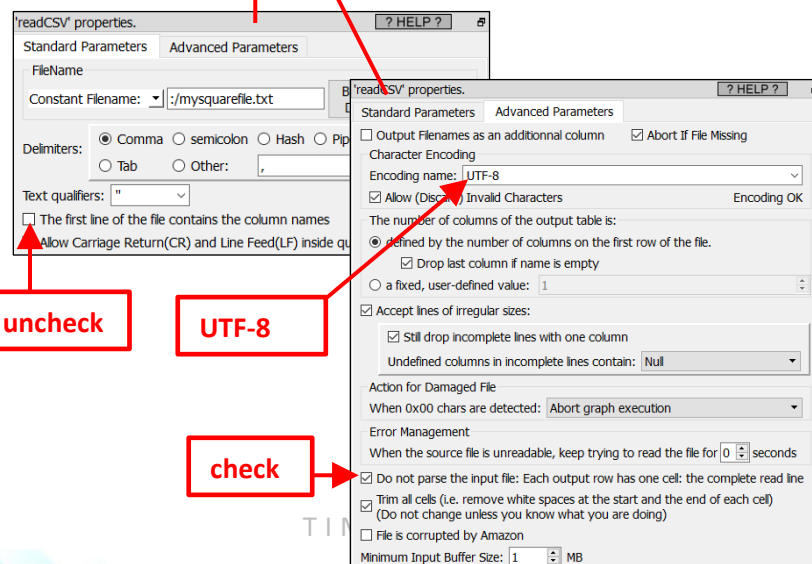 'readCSV' properties.
? HELP ?
Standard Parameters Advanced Parameters
FileName
Constant Filename: :/mysquarefile.txt
Delimiters: Comma semicolon Hash
Tab Other: ,
Text qualifiers: "
The first line of the file contains the column names
Allow Carriage Return(CR) and Line Feed(LF) inside
uncheck
UTF-8
check
'readCSV' properties.
? HELP ?
Standard Parameters Advanced Parameters
Output Filenames as an additionnal column Abort If File Missing
Character Encoding
Encoding name: UTF-8
Allow (Discard) Invalid Characters Encoding OK
The number of columns of the output table is:
defined by the number of columns on the first row of the file.
Drop last column if name is empty
a fixed, user-defined value: 1
Accept lines of irregular sizes:
Still drop incomplete lines with one column
Undefined columns in incomplete lines contain: Null
Action for Damaged File
When 0x00 chars are detected: Abort graph execution
Error Management
When the source file is unreadable, keep trying to read the file for 0 seconds
Do not parse the input file: Each output row has one cell: the complete read line
Trim all cells (i.e. remove white spaces at the start and the end of each cell)
(Do not change unless you know what you are doing)
File is corrupted by Amazon
Minimum Input Buffer Size: 1 MB